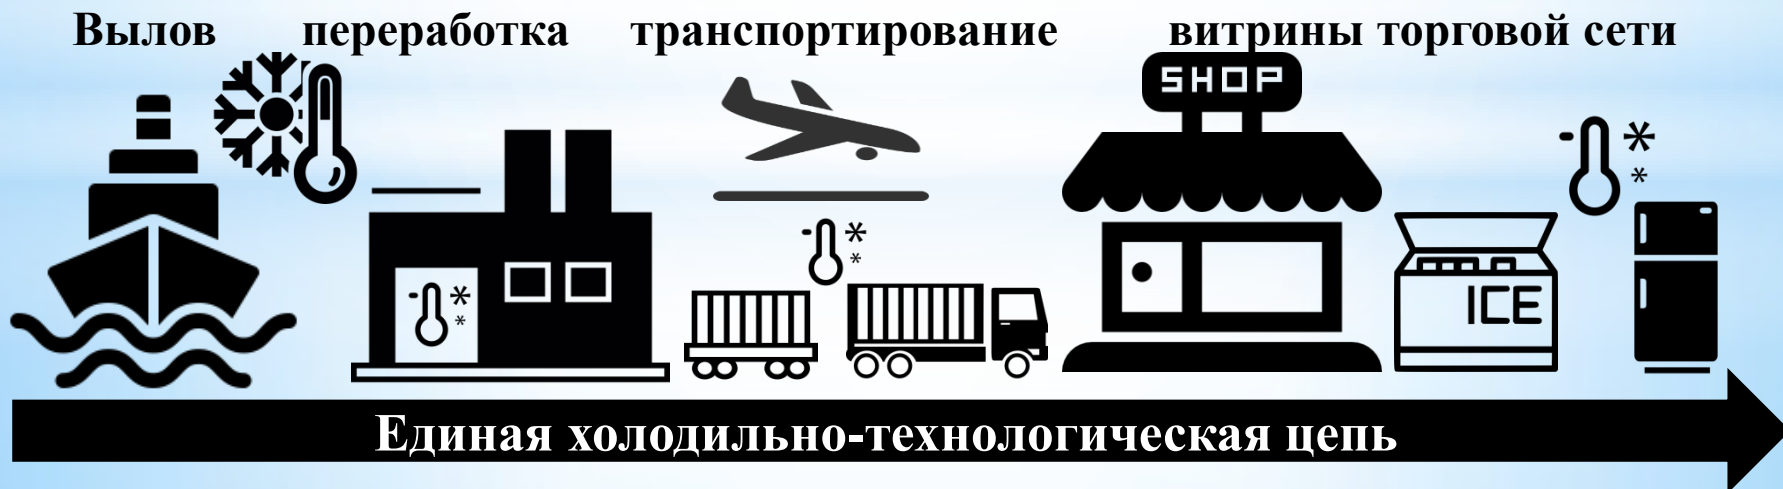 Вылов переработка транспортирование витрины торговой сети
SHOP
ICE
Единая холодильно-технологическая цепь